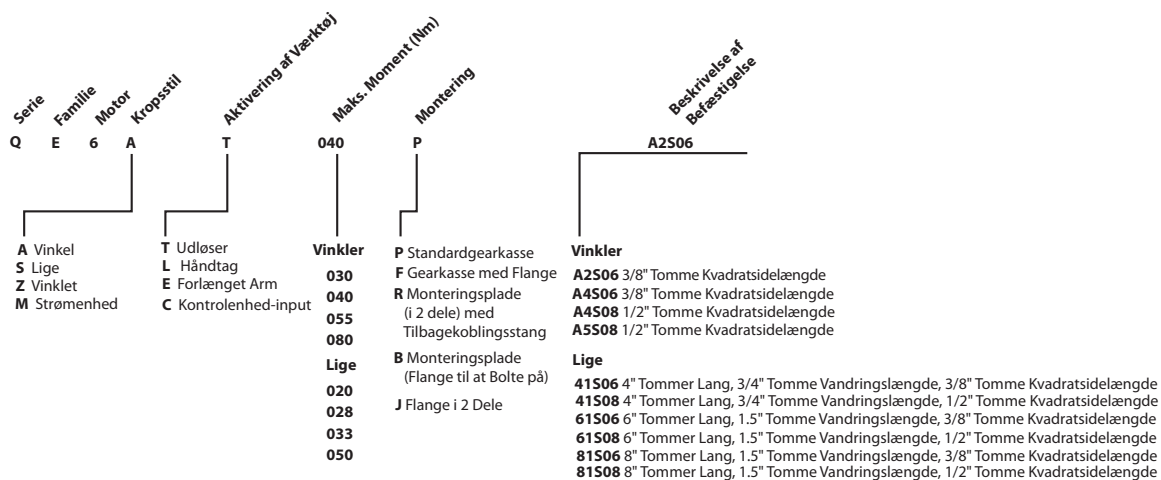 Serie
Familie
Motor
Kropsstil
Aktivering af Værktøj
Maks. Moment (Nm)
Montering
Beskrivelse af
Befæstigelse
Q E 6 A T 040 P A2S06
A Vinkel
S Lige
Z Vinklet
M Strømenhed
T Udløser
L Håndtag
E Forlænget Arm
C Kontrolenhed-input
Vinkler
030
040
055
080
Lige
020
028
033
050
P Standardgearkasse
F Gearkasse med Flange
R Monteringsplade
(i 2 dele) med
Tilbagekoblingsstang
B Monteringsplade
(Flange til at Bolte på)
J Flange i 2 Dele
Vinkler
A2S06 3/8" Tomme Kvadratsidelængde
A4S06 3/8" Tomme Kvadratsidelængde
A4S08 1/2" Tomme Kvadratsidelængde
A5S08 1/2" Tomme Kvadratsidelængde
Lige
41S06 4" Tommer Lang, 3/4" Tomme Vandringslængde, 3/8" Tomme Kvadratsidelængde
41S08 4" Tommer Lang, 3/4" Tomme Vandringslængde, 1/2" Tomme Kvadratsidelængde
61S06 6" Tommer Lang, 1.5" Tomme Vandringslængde, 3/8" Tomme Kvadratsidelængde
61S08 6" Tommer Lang, 1.5" Tomme Vandringslængde, 1/2" Tomme Kvadratsidelængde
81S06 8" Tommer Lang, 1.5" Tomme Vandringslængde, 3/8" Tomme Kvadratsidelængde
81S08 8" Tommer Lang, 1.5" Tomme Vandringslængde, 1/2" Tomme Kvadratsidelængde